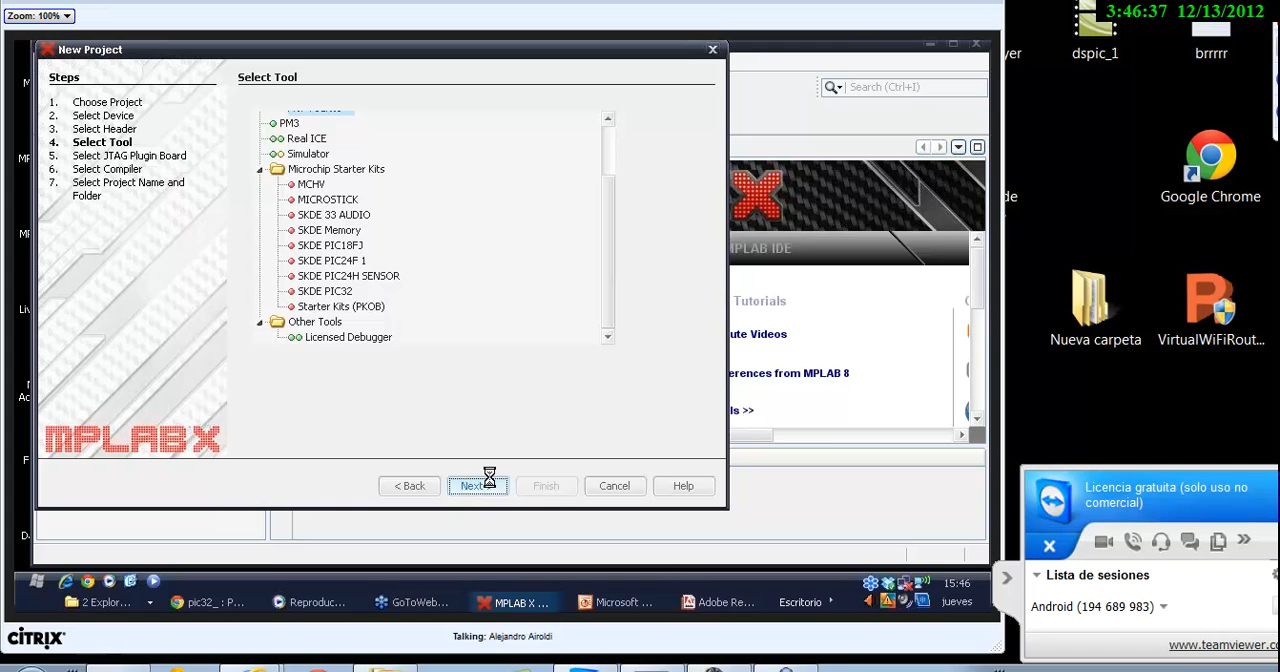 Zoom: 100%
3:46:37 12/13/2012
New Project
Steps
1. Choose Project
2. Select Device
3. Select Header
4. Select Tool
5. Select JTAG Plugin Board
6. Select Compiler
7. Select Project Name and
Folder
MPLAB X
Select Tool
PM3
Real ICE
Simulator
Microchip Starter Kits
MCHV
MICROSTICK
SKDE 33 AUDIO
SKDE Memory
SKDE PIC18FJ
SKDE PIC24F 1
SKDE PIC24H SENSOR
SKDE PIC32
Starter Kits (PKOB)
Other Tools
Licensed Debugger
< Back
Next
Finish
Cancel
Help
Search (Ctrl+I)
MPLAB IDE
Tutorials
ute Videos
erences from MPLAB 8
ls >>
yer
dspic_1
brrrrr
Google Chrome
de
Nueva carpeta
VirtualWiFiRout...
Licencia gratuita (solo uso no
comercial)
Lista de sesiones
Android (194 689 983)
www.teamviewer.com
2 Explor...
pic32_ : P...
Reproduc...
GoToWeb...
MPLAB X ...
Microsoft ...
Adobe Re...
Escritorio
15:46
jueves
CITRIX
Talking: Alejandro Airoldi